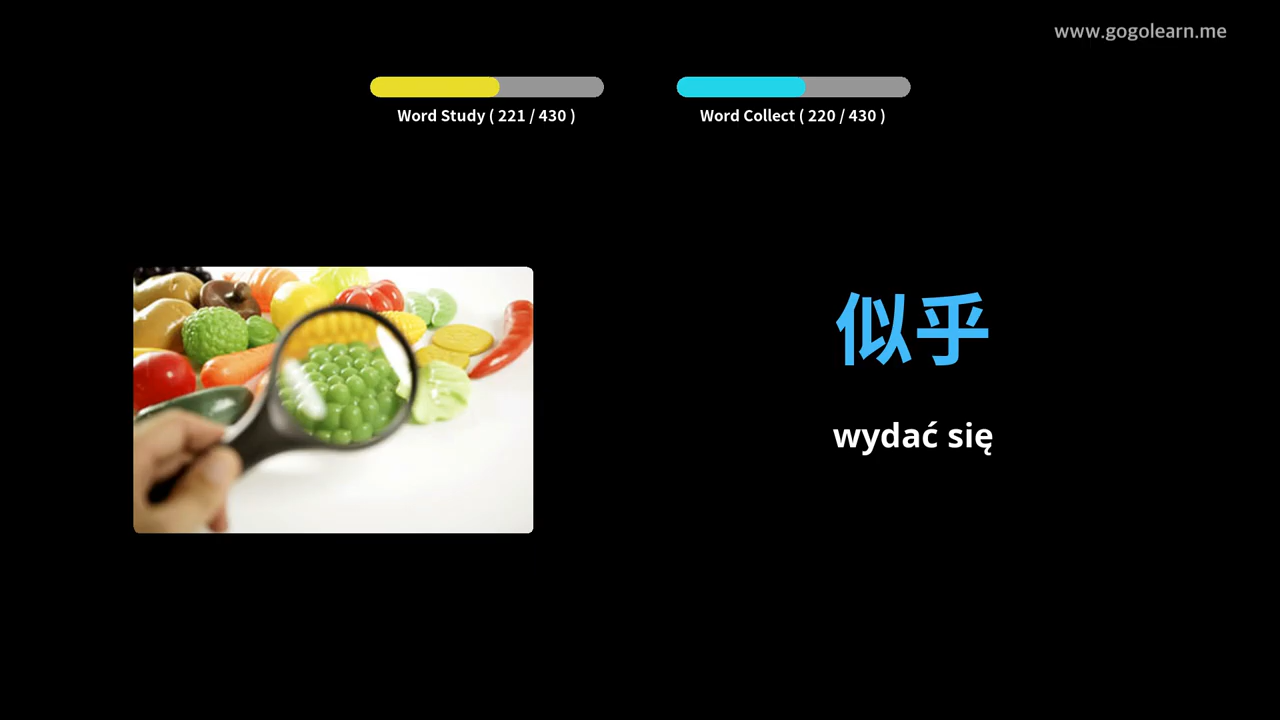 www.gogolearn.me
Word Study ( 221 / 430 )
Word Collect ( 220 / 430 )
似乎
wydać się